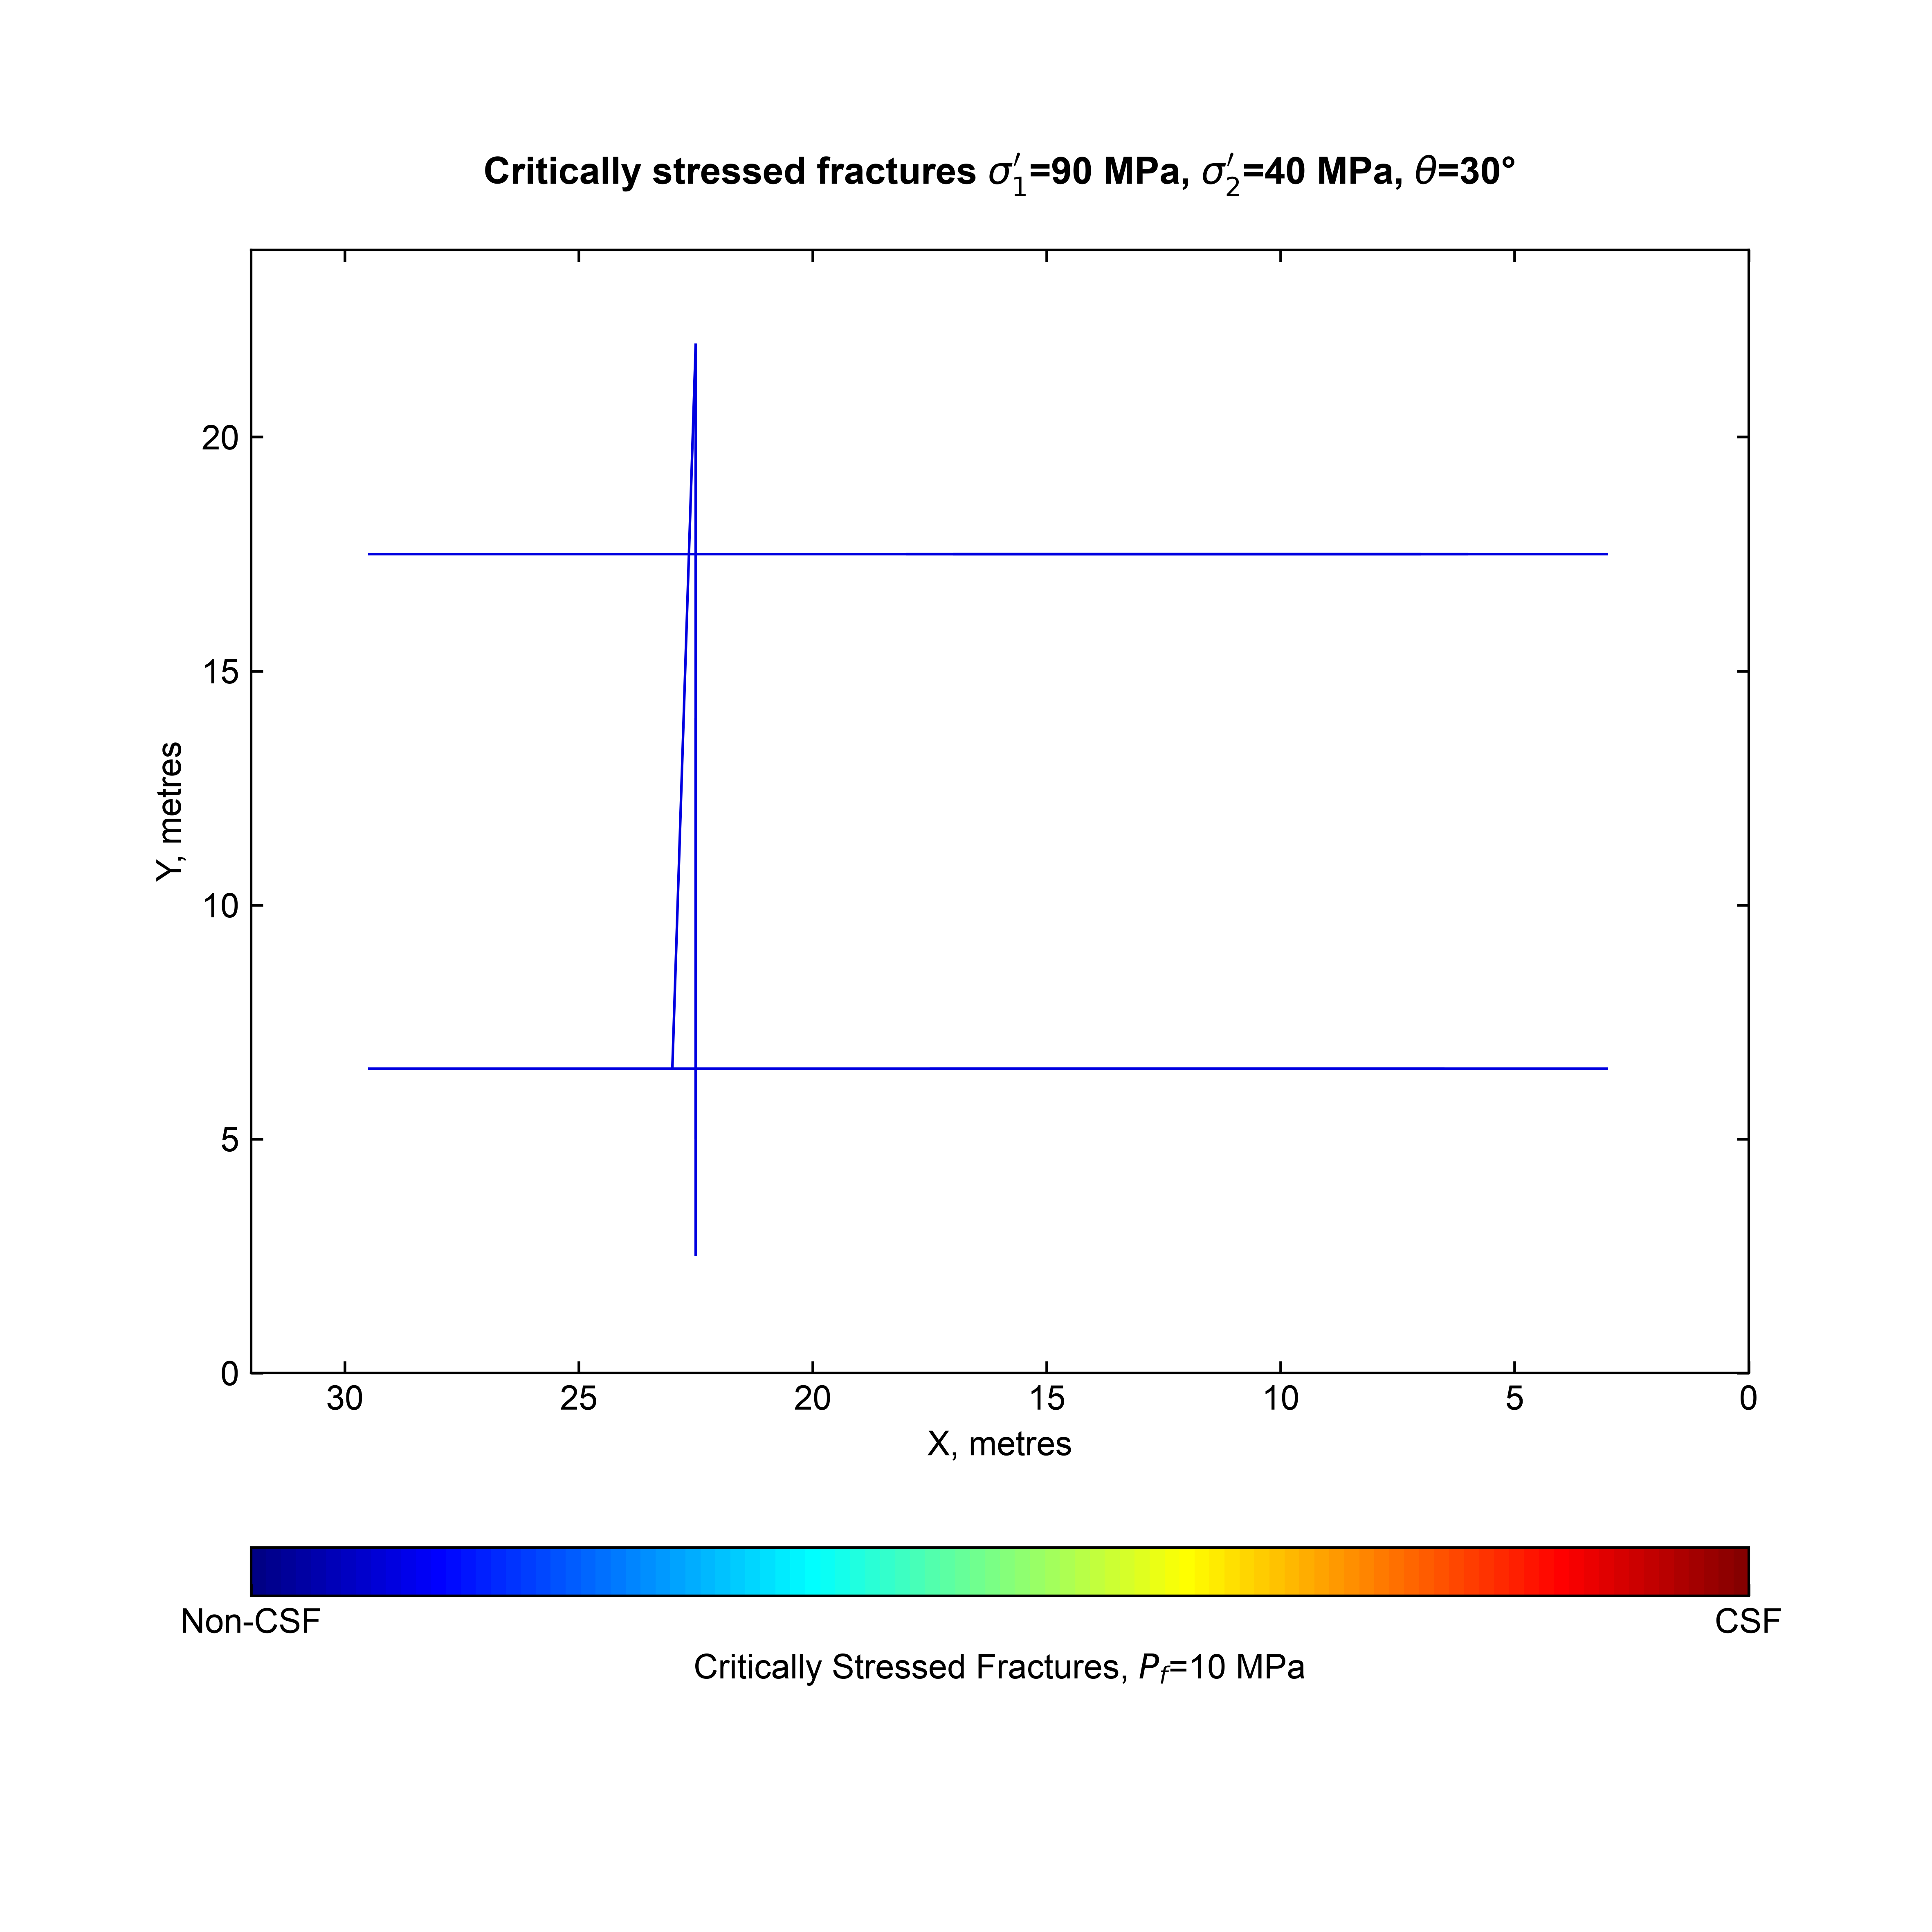 Critically stressed fractures σ′1=90 MPa, σ′2=40 MPa, θ=30°
20
15
10
5
0
Y, metres
30 25 20 15 10 5 0
X, metres
Non-CSF CSF
Critically Stressed Fractures, Pf=10 MPa